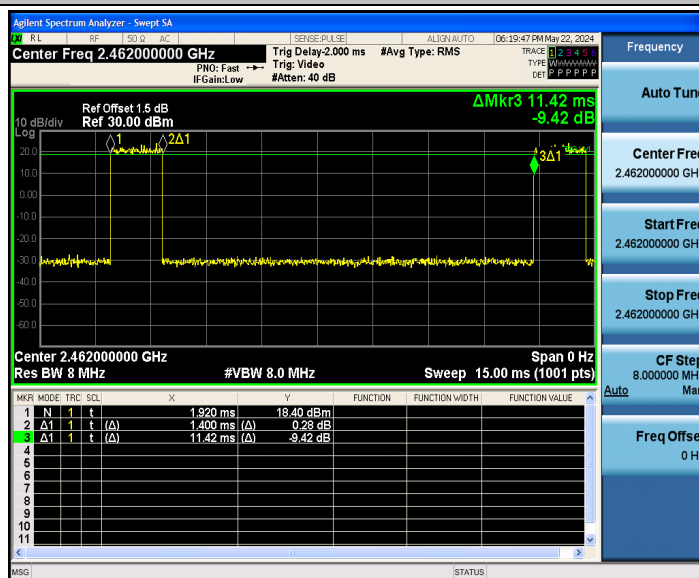 Agilent Spectrum Analyzer - Swept SA
LXI RL RF 50 Ω AC SENSE:PULSE ALIGN AUTO 06:19:47 PM May 22, 2024
Center Freq 2.462000000 GHz
PNO: Fast
IFGain:Low
Trig Delay-2.000 ms
Trig: Video
#Atten: 40 dB
#Avg Type: RMS
TRACE 1 2 3 4 5 6
TYPE W
DET P P P P P P
ΔMkr3 11.42 ms
-9.42 dB
Ref Offset 1.5 dB
10 dB/div Ref 30.00 dBm
Log
1 2Δ1
3Δ1
20.0
10.0
0.00
-10.0
-20.0
-30.0
-40.0
-50.0
-60.0
Center 2.462000000 GHz Span 0 Hz
Res BW 8 MHz #VBW 8.0 MHz Sweep 15.00 ms (1001 pts)
MKR MODE TRC SCL X Y FUNCTION FUNCTION WIDTH FUNCTION VALUE
1 N 1 t 1.920 ms 18.40 dBm
2 Δ1 1 t (Δ) 1.400 ms (Δ) 0.28 dB
3 Δ1 1 t (Δ) 11.42 ms (Δ) -9.42 dB
4
5
6
7
8
9
10
11
MSG STATUS
Frequency
Auto Tun
Center Fre
2.462000000 GH
Start Fre
2.462000000 GH
Stop Fre
2.462000000 GH
CF Step
8.000000 MH
Auto Ma
Freq Offse
0 H